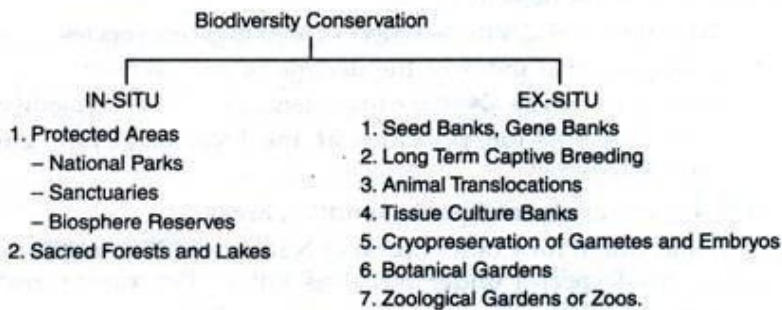 Biodiversity Conservation
IN-SITU
1. Protected Areas
– National Parks
– Sanctuaries
– Biosphere Reserves
2. Sacred Forests and Lakes
EX-SITU
1. Seed Banks, Gene Banks
2. Long Term Captive Breeding
3. Animal Translocations
4. Tissue Culture Banks
5. Cryopreservation of Gametes and Embryos
6. Botanical Gardens
7. Zoological Gardens or Zoos.